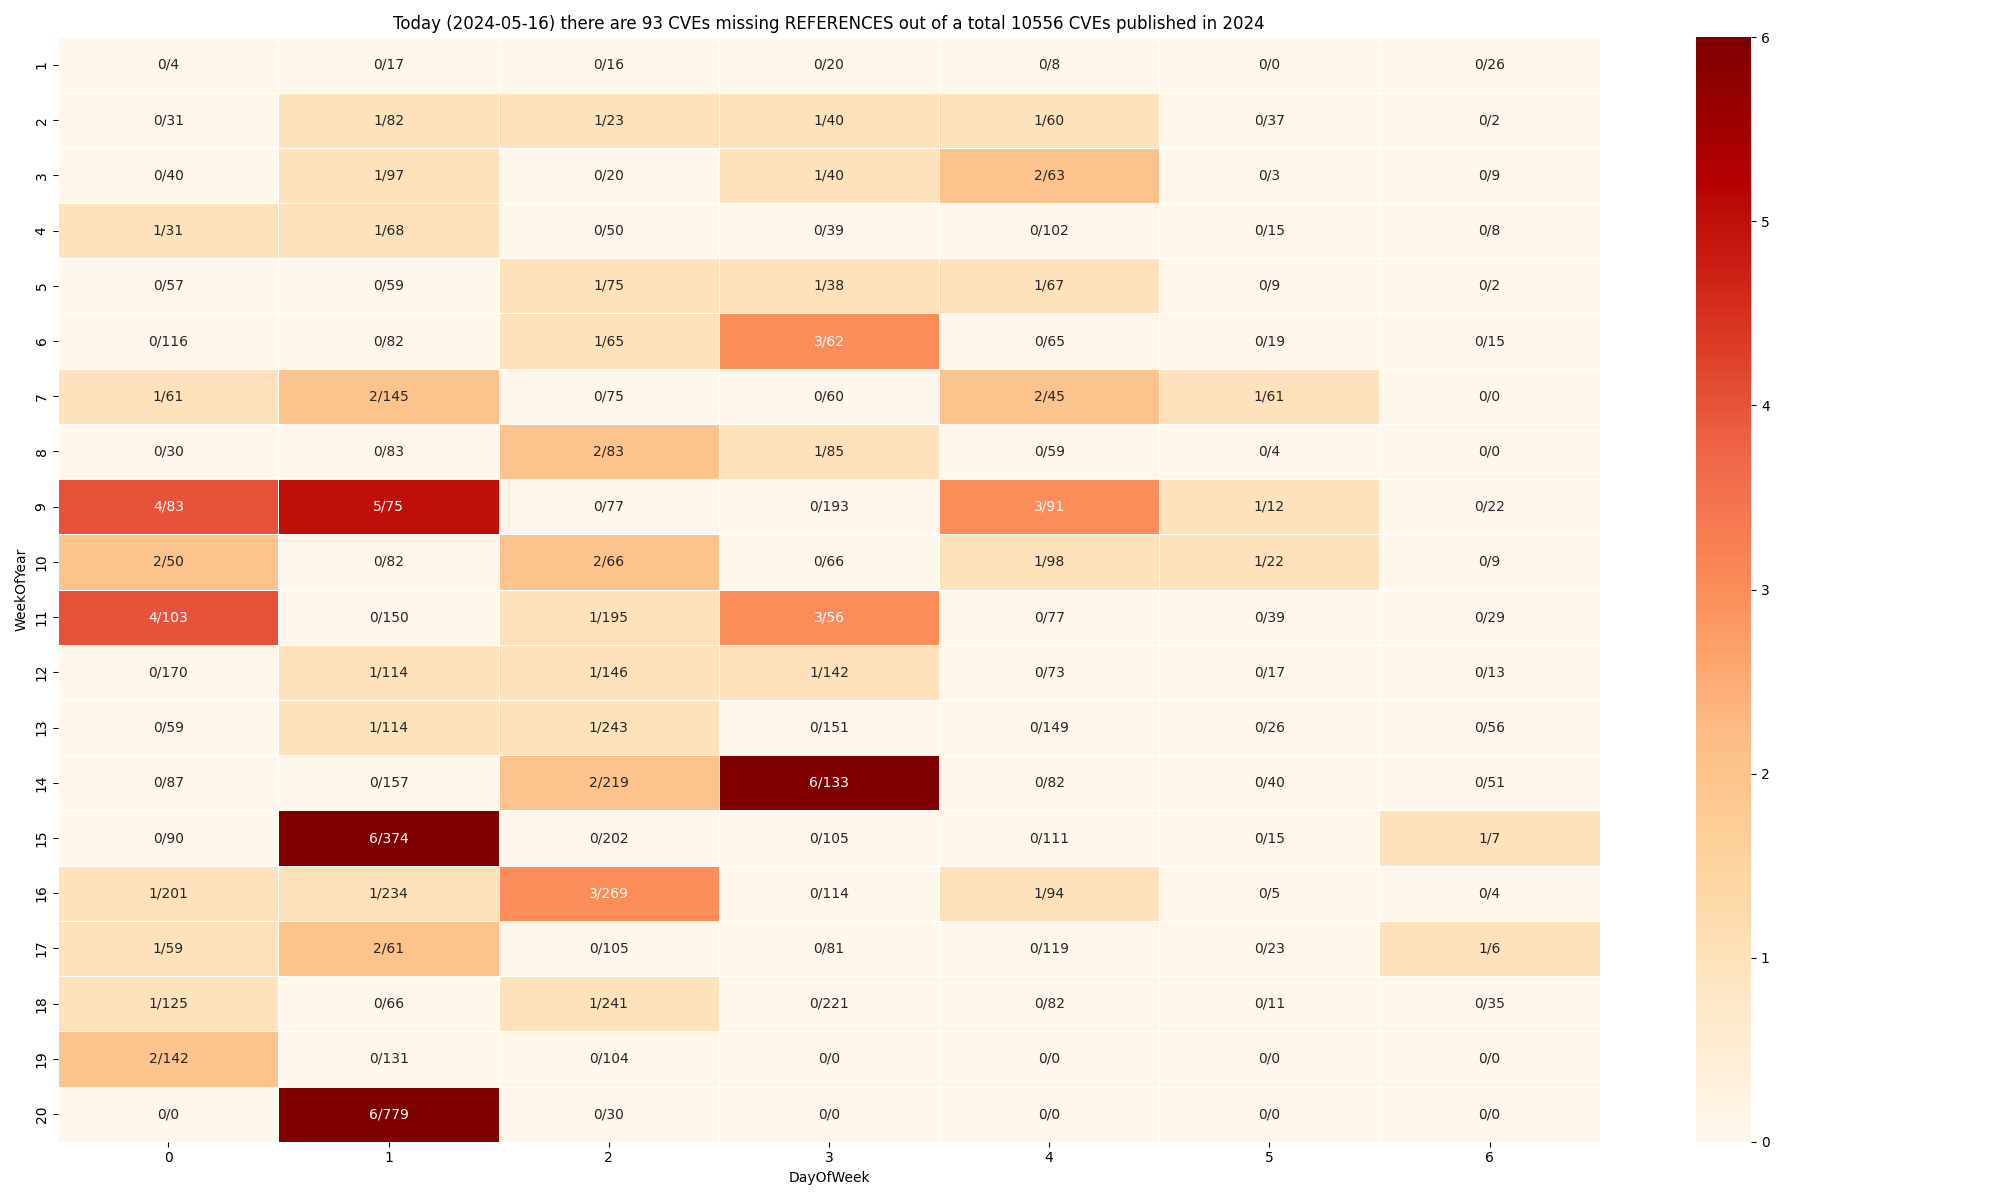 Today (2024-05-16) there are 93 CVEs missing REFERENCES out of a total 10556 CVEs published in 2024
WeekOfYear
1 0/4 0/17 0/16 0/20 0/8 0/0 0/26
2 0/31 1/82 1/23 1/40 1/60 0/37 0/2
3 0/40 1/97 0/20 1/40 2/63 0/3 0/9
4 1/31 1/68 0/50 0/39 0/102 0/15 0/8
5 0/57 0/59 1/75 1/38 1/67 0/9 0/2
6 0/116 0/82 1/65 3/62 0/65 0/19 0/15
7 1/61 2/145 0/75 0/60 2/45 1/61 0/0
8 0/30 0/83 2/83 1/85 0/59 0/4 0/0
9 4/83 5/75 0/77 0/193 3/91 1/12 0/22
10 2/50 0/82 2/66 0/66 1/98 1/22 0/9
11 4/103 0/150 1/195 3/56 0/77 0/39 0/29
12 0/170 1/114 1/146 1/142 0/73 0/17 0/13
13 0/59 1/114 1/243 0/151 0/149 0/26 0/56
14 0/87 0/157 2/219 6/133 0/82 0/40 0/51
15 0/90 6/374 0/202 0/105 0/111 0/15 1/7
16 1/201 1/234 3/269 0/114 1/94 0/5 0/4
17 1/59 2/61 0/105 0/81 0/119 0/23 1/6
18 1/125 0/66 1/241 0/221 0/82 0/11 0/35
19 2/142 0/131 0/104 0/0 0/0 0/0 0/0
20 0/0 6/779 0/30 0/0 0/0 0/0 0/0
0 1 2 3 4 5 6
DayOfWeek
6
5
4
3
2
1
0